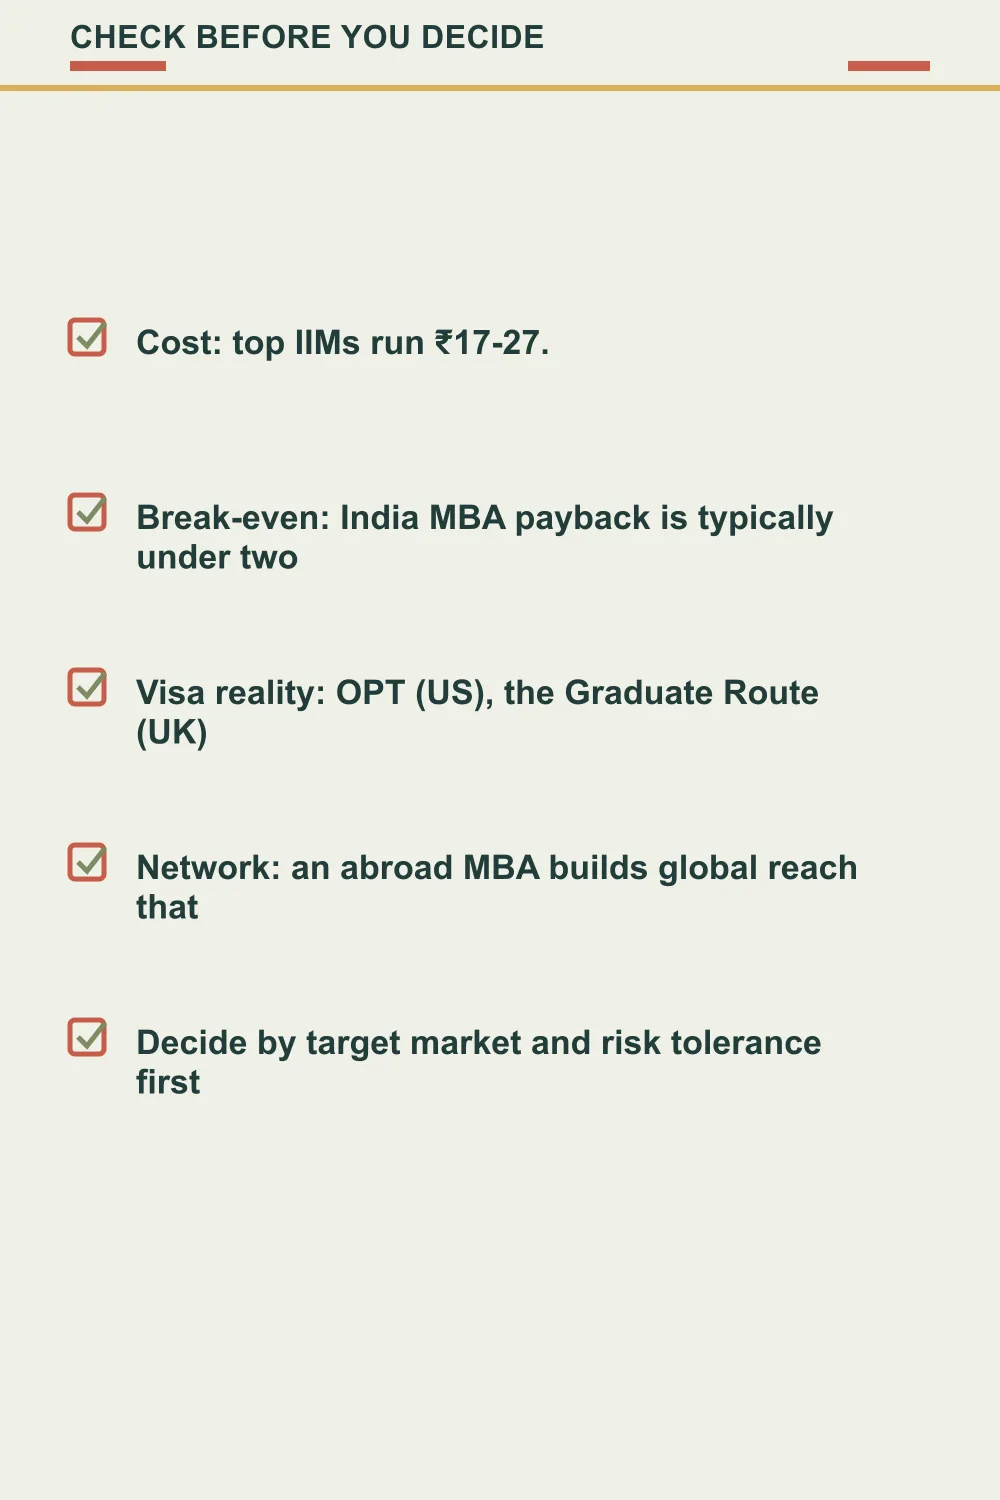 CHECK BEFORE YOU DECIDE
Cost: top IIMs run ₹17-27.
Break-even: India MBA payback is typically
under two
Visa reality: OPT (US), the Graduate Route
(UK)
Network: an abroad MBA builds global reach
that
Decide by target market and risk tolerance
first